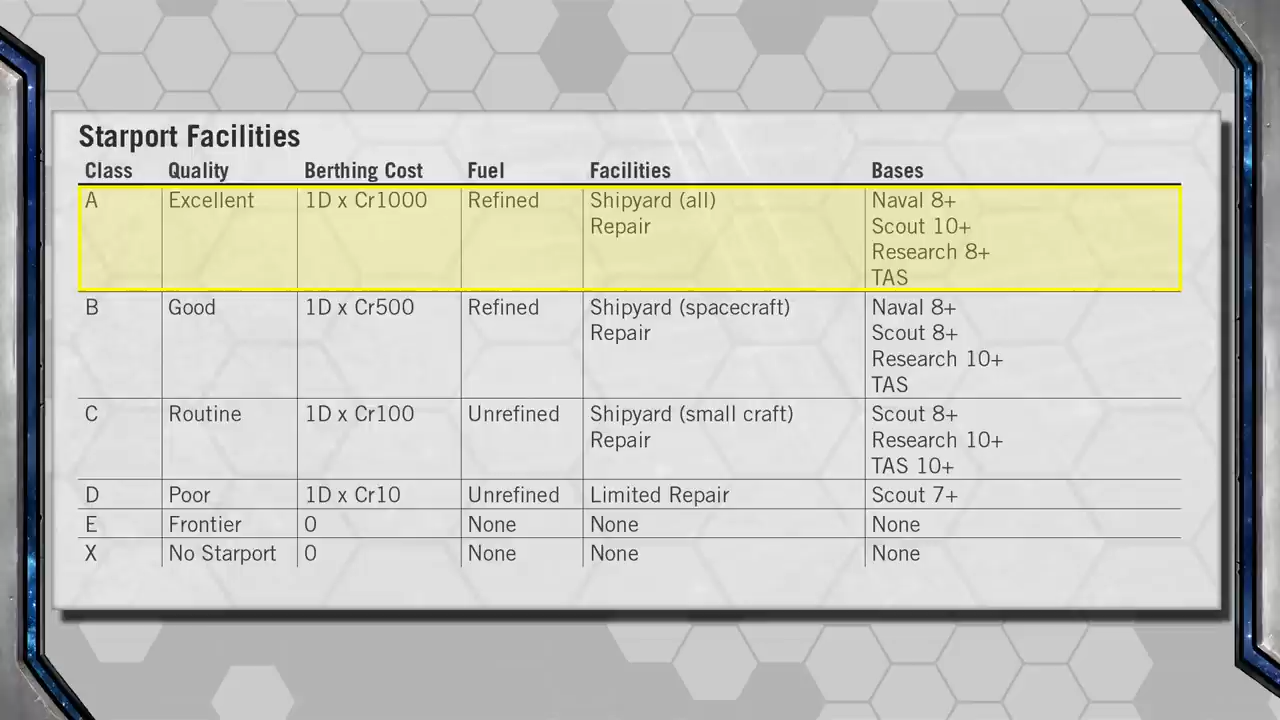 Starport Facilities
Class Quality Berthing Cost Fuel Facilities Bases
A Excellent 1D x Cr1000 Refined Shipyard (all) Naval 8+
Repair Scout 10+
Research 8+
TAS
B Good 1D x Cr500 Refined Shipyard (spacecraft) Naval 8+
Repair Scout 8+
Research 10+
TAS
C Routine 1D x Cr100 Unrefined Shipyard (small craft) Scout 8+
Repair Research 10+
TAS 10+
D Poor 1D x Cr10 Unrefined Limited Repair Scout 7+
E Frontier 0 None None None
X No Starport 0 None None None